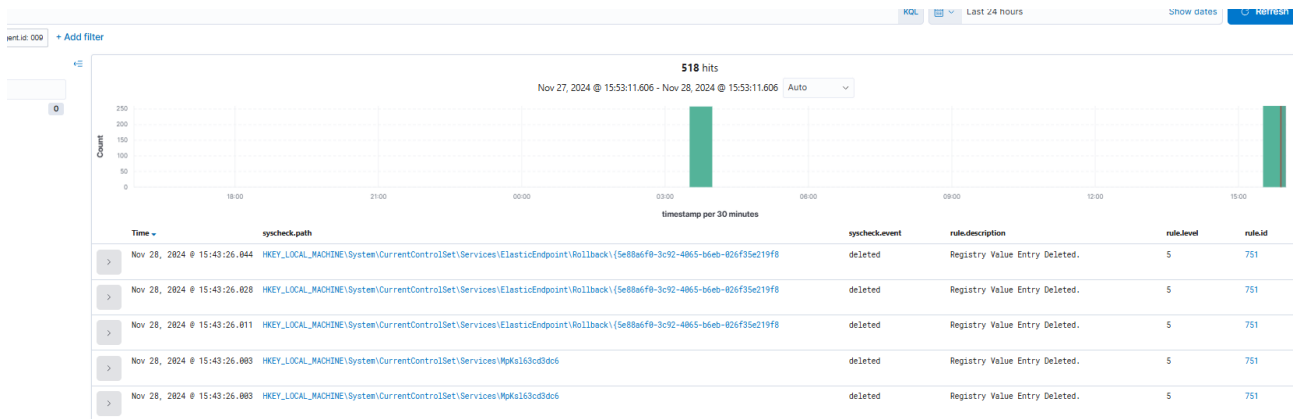 KQL Last 24 hours Show dates Refresh
gent.id: 009 + Add filter
518 hits
Nov 27, 2024 @ 15:53:11.606 - Nov 28, 2024 @ 15:53:11.606 Auto
0
Count
250
200
150
100
50
0
18:00 21:00 00:00 03:00 06:00 09:00 12:00 15:00
timestamp per 30 minutes
Time syscheck.path syscheck.event rule.description rule.level rule.id
Nov 28, 2024 @ 15:43:26.044 HKEY_LOCAL_MACHINE\System\CurrentControlSet\Services\ElasticEndpoint\Rollback\{5e88a6f0-3c92-4065-b6eb-026f35e219f8 deleted Registry Value Entry Deleted. 5 751
Nov 28, 2024 @ 15:43:26.028 HKEY_LOCAL_MACHINE\System\CurrentControlSet\Services\ElasticEndpoint\Rollback\{5e88a6f0-3c92-4065-b6eb-026f35e219f8 deleted Registry Value Entry Deleted. 5 751
Nov 28, 2024 @ 15:43:26.011 HKEY_LOCAL_MACHINE\System\CurrentControlSet\Services\ElasticEndpoint\Rollback\{5e88a6f0-3c92-4065-b6eb-026f35e219f8 deleted Registry Value Entry Deleted. 5 751
Nov 28, 2024 @ 15:43:26.003 HKEY_LOCAL_MACHINE\System\CurrentControlSet\Services\MpKsl63cd3dc6 deleted Registry Value Entry Deleted. 5 751
Nov 28, 2024 @ 15:43:26.003 HKEY_LOCAL_MACHINE\System\CurrentControlSet\Services\MpKsl63cd3dc6 deleted Registry Value Entry Deleted. 5 751